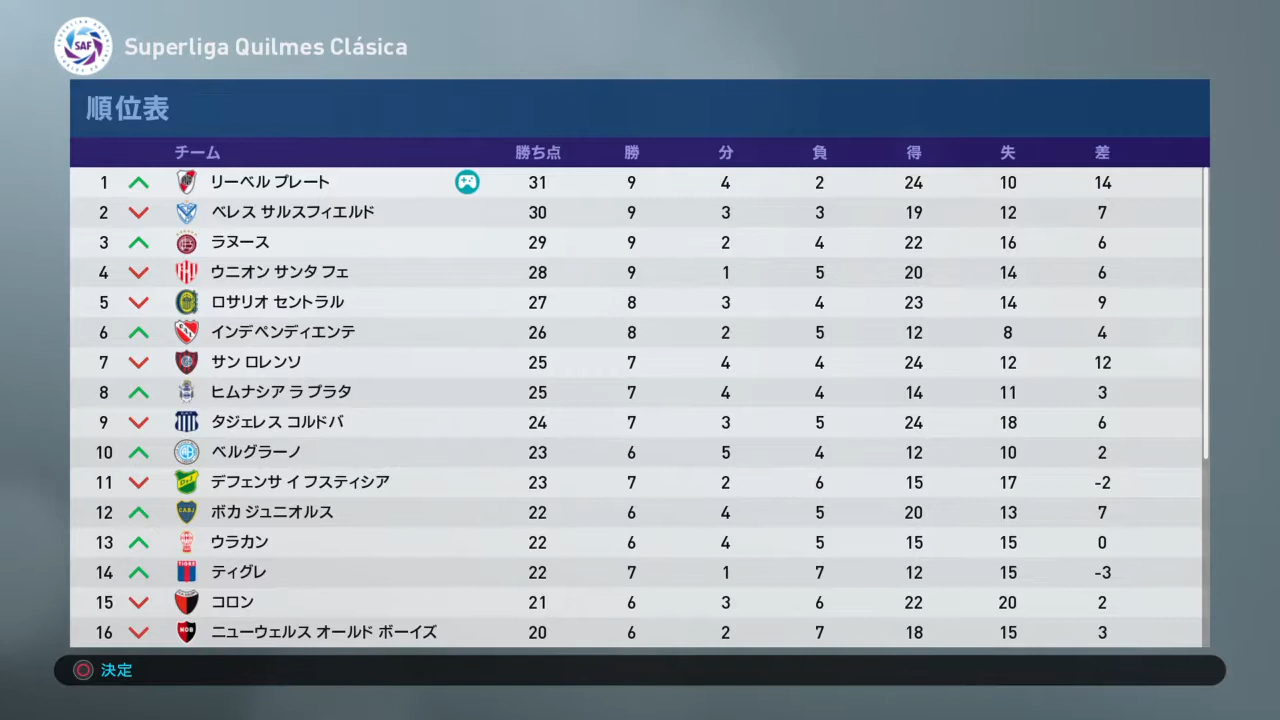 SAF Superliga Quilmes Clásica
順位表
チーム 勝ち点 勝 分 負 得 失 差
1 リーベル プレート 31 9 4 2 24 10 14
2 ベレス サルスフィエルド 30 9 3 3 19 12 7
3 ラヌース 29 9 2 4 22 16 6
4 ウニオン サンタ フェ 28 9 1 5 20 14 6
5 ロサリオ セントラル 27 8 3 4 23 14 9
6 インデペンディエンテ 26 8 2 5 12 8 4
7 サン ロレンソ 25 7 4 4 24 12 12
8 ヒムナシア ラ プラタ 25 7 4 4 14 11 3
9 タジェレス コルドバ 24 7 3 5 24 18 6
10 ベルグラーノ 23 6 5 4 12 10 2
11 デフェンサ イ フスティシア 23 7 2 6 15 17 -2
12 ボカ ジュニオルス 22 6 4 5 20 13 7
13 ウラカン 22 6 4 5 15 15 0
14 ティグレ 22 7 1 7 12 15 -3
15 コロン 21 6 3 6 22 20 2
16 ニューウェルス オールド ボーイズ 20 6 2 7 18 15 3
決定